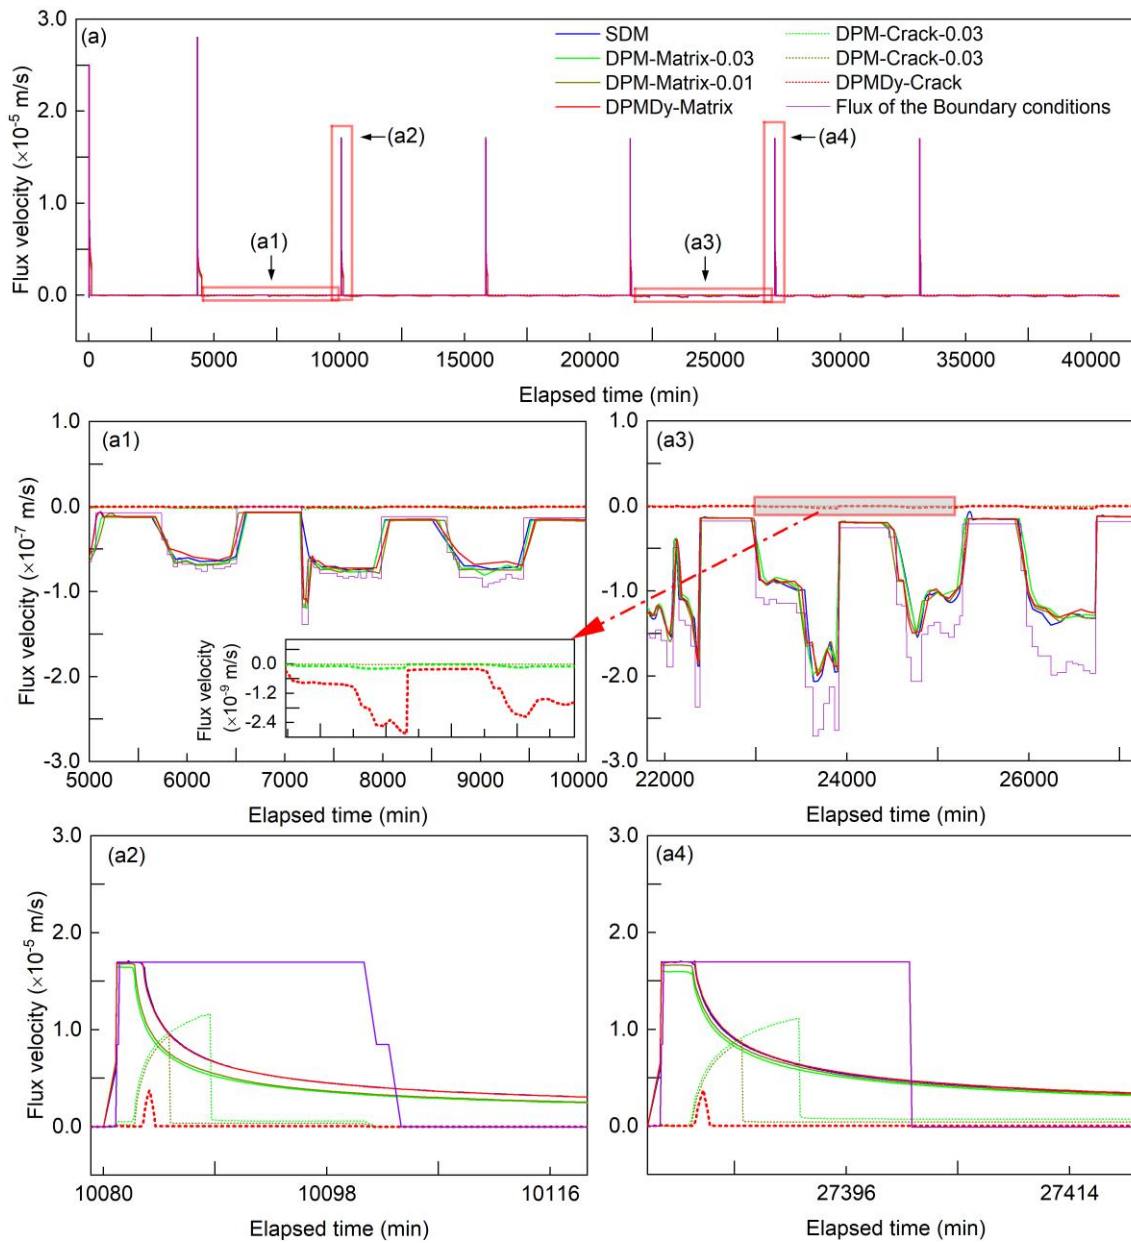 (a)
SDM
DPM-Matrix-0.03
DPM-Matrix-0.01
DPMDy-Matrix
DPM-Crack-0.03
DPM-Crack-0.03
DPMDy-Crack
Flux of the Boundary conditions
(a2)
(a4)
(a1)
(a3)
3.0
2.0
1.0
0.0
Flux velocity (×10⁻⁵ m/s)
0 5000 10000 15000 20000 25000 30000 35000 40000
Elapsed time (min)
(a1)
1.0
0.0
-1.0
-2.0
-3.0
Flux velocity (×10⁻⁷ m/s)
5000 6000 7000 8000 9000 10000
Elapsed time (min)
Flux velocity
(×10⁻⁹ m/s)
0.0
-1.2
-2.4
(a3)
1.0
0.0
-1.0
-2.0
-3.0
22000 24000 26000
Elapsed time (min)
(a2)
3.0
2.0
1.0
0.0
Flux velocity (×10⁻⁵ m/s)
10080 10098 10116
Elapsed time (min)
(a4)
3.0
2.0
1.0
0.0
27396 27414
Elapsed time (min)